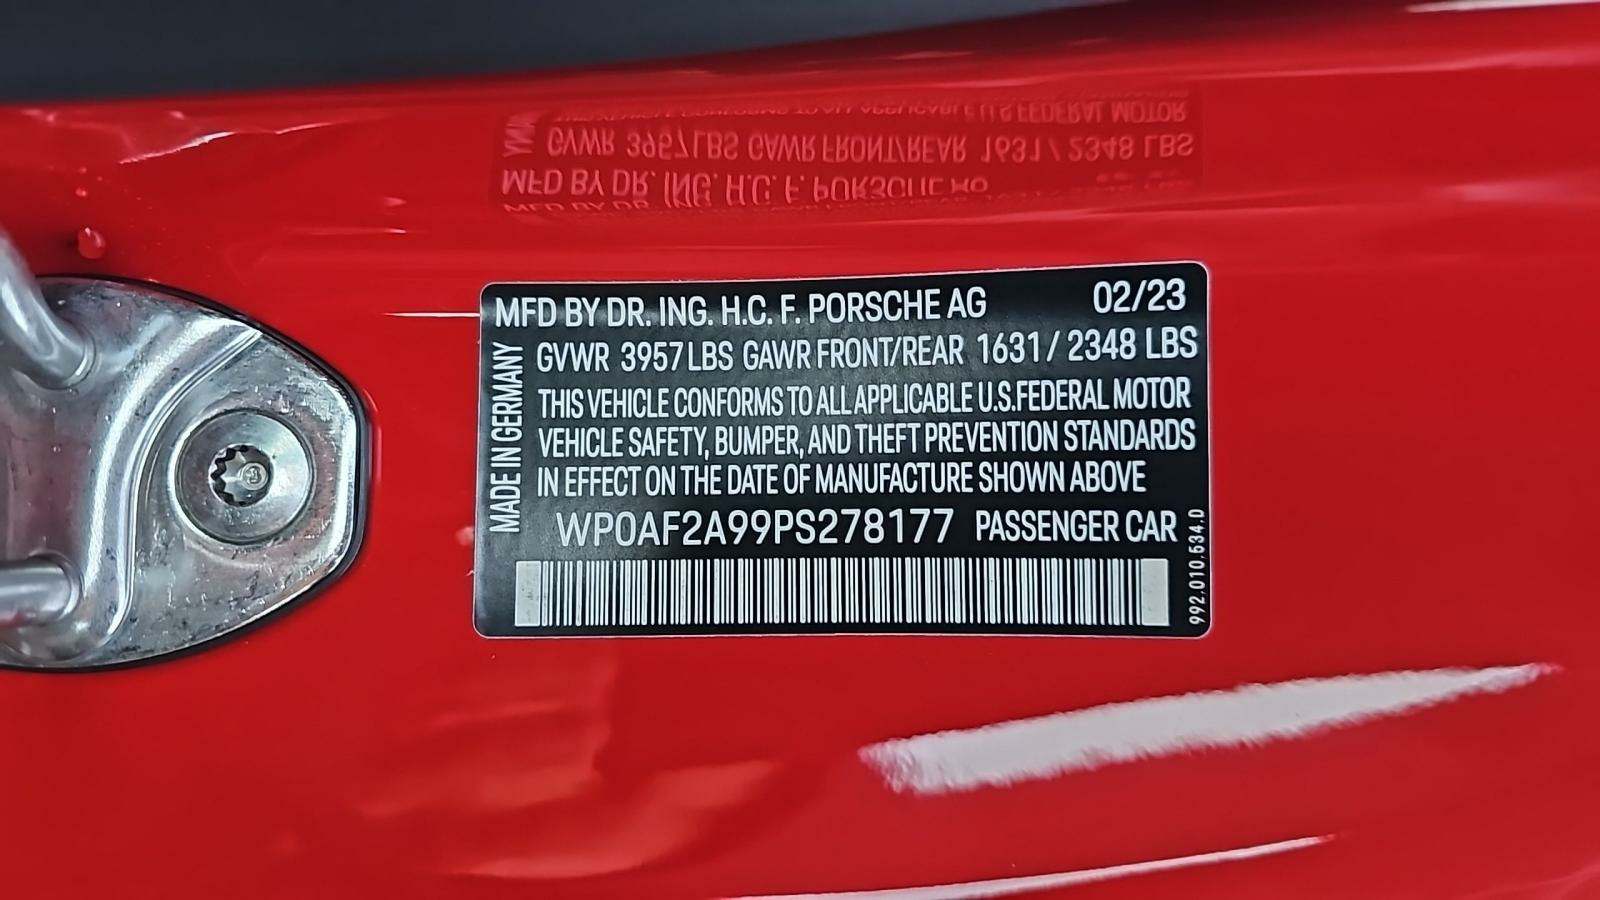 MFD BY DR. ING. H.C. F. PORSCHE AG 02/23
GVWR 3957LBS GAWR FRONT/REAR 1631/2348 LBS
THIS VEHICLE CONFORMS TO ALL APPLICABLE U.S.FEDERAL MOTOR
VEHICLE SAFETY, BUMPER, AND THEFT PREVENTION STANDARDS
IN EFFECT ON THE DATE OF MANUFACTURE SHOWN ABOVE
WP0AF2A99PS278177 PASSENGER CAR
MADE IN GERMANY
992.010.534.0